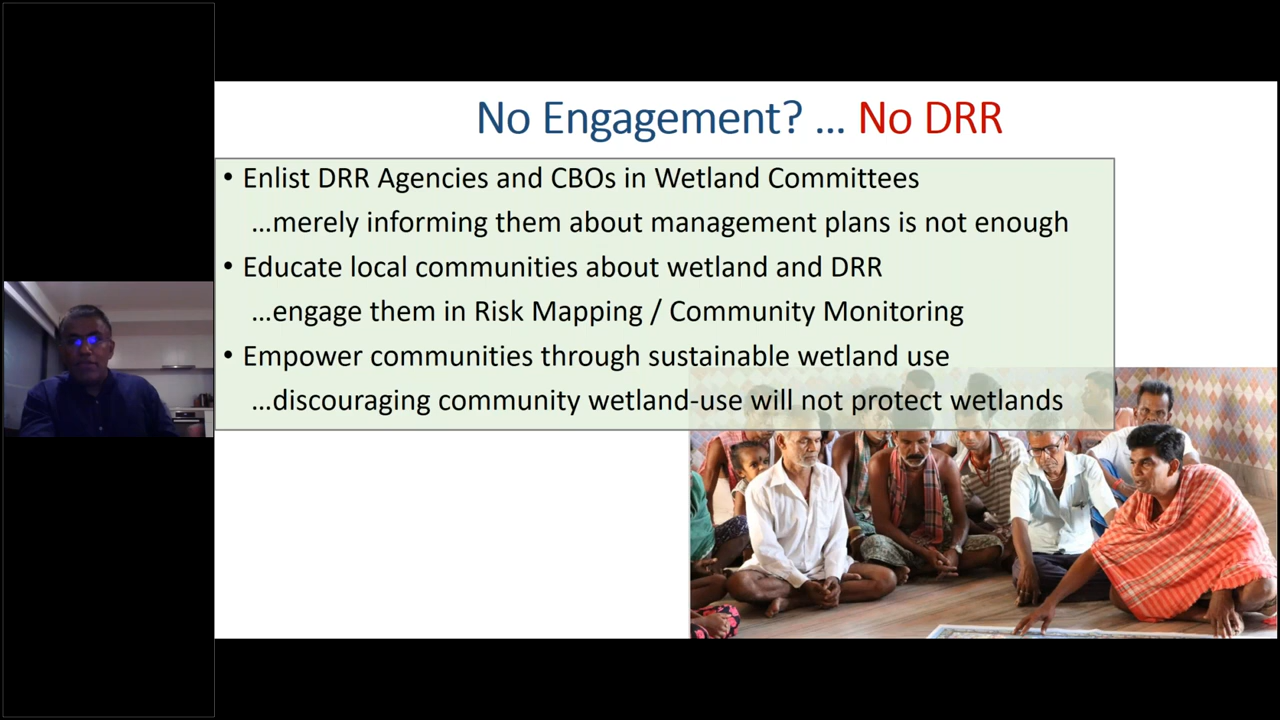 No Engagement? ... No DRR
• Enlist DRR Agencies and CBOs in Wetland Committees
...merely informing them about management plans is not enough
• Educate local communities about wetland and DRR
...engage them in Risk Mapping / Community Monitoring
• Empower communities through sustainable wetland use
...discouraging community wetland-use will not protect wetlands